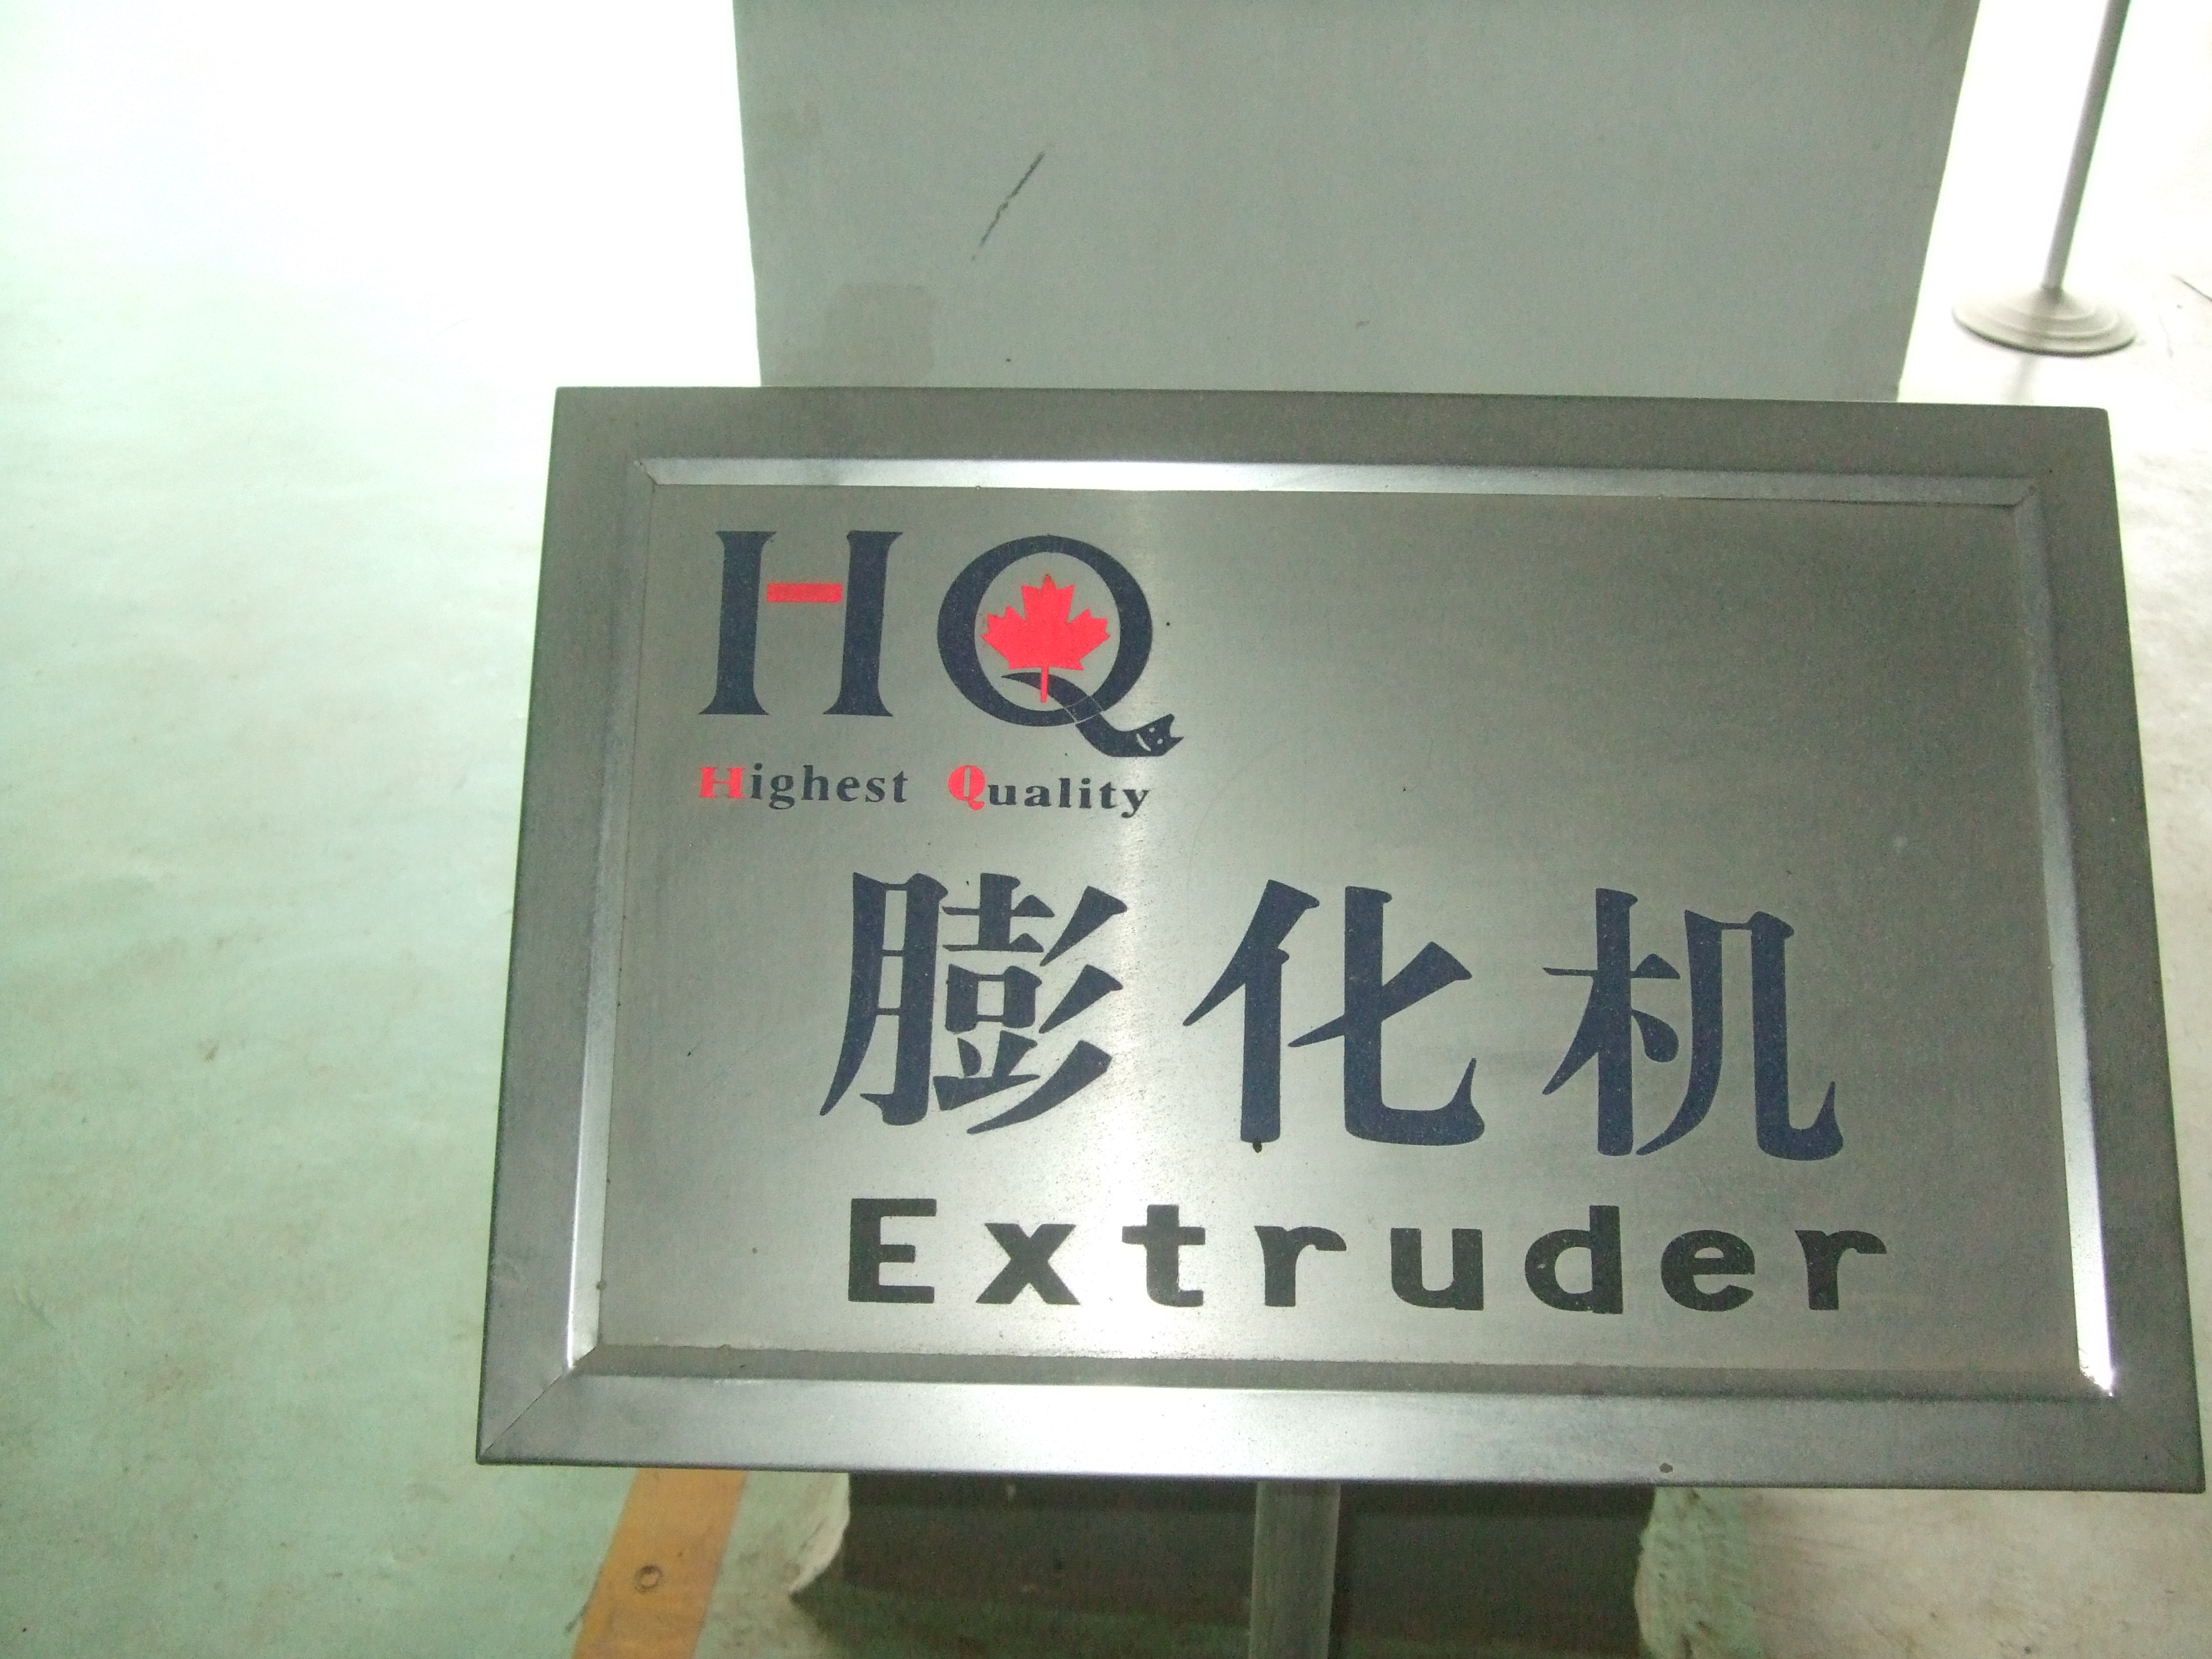 HQ
Highest Quality
膨化机
Extruder